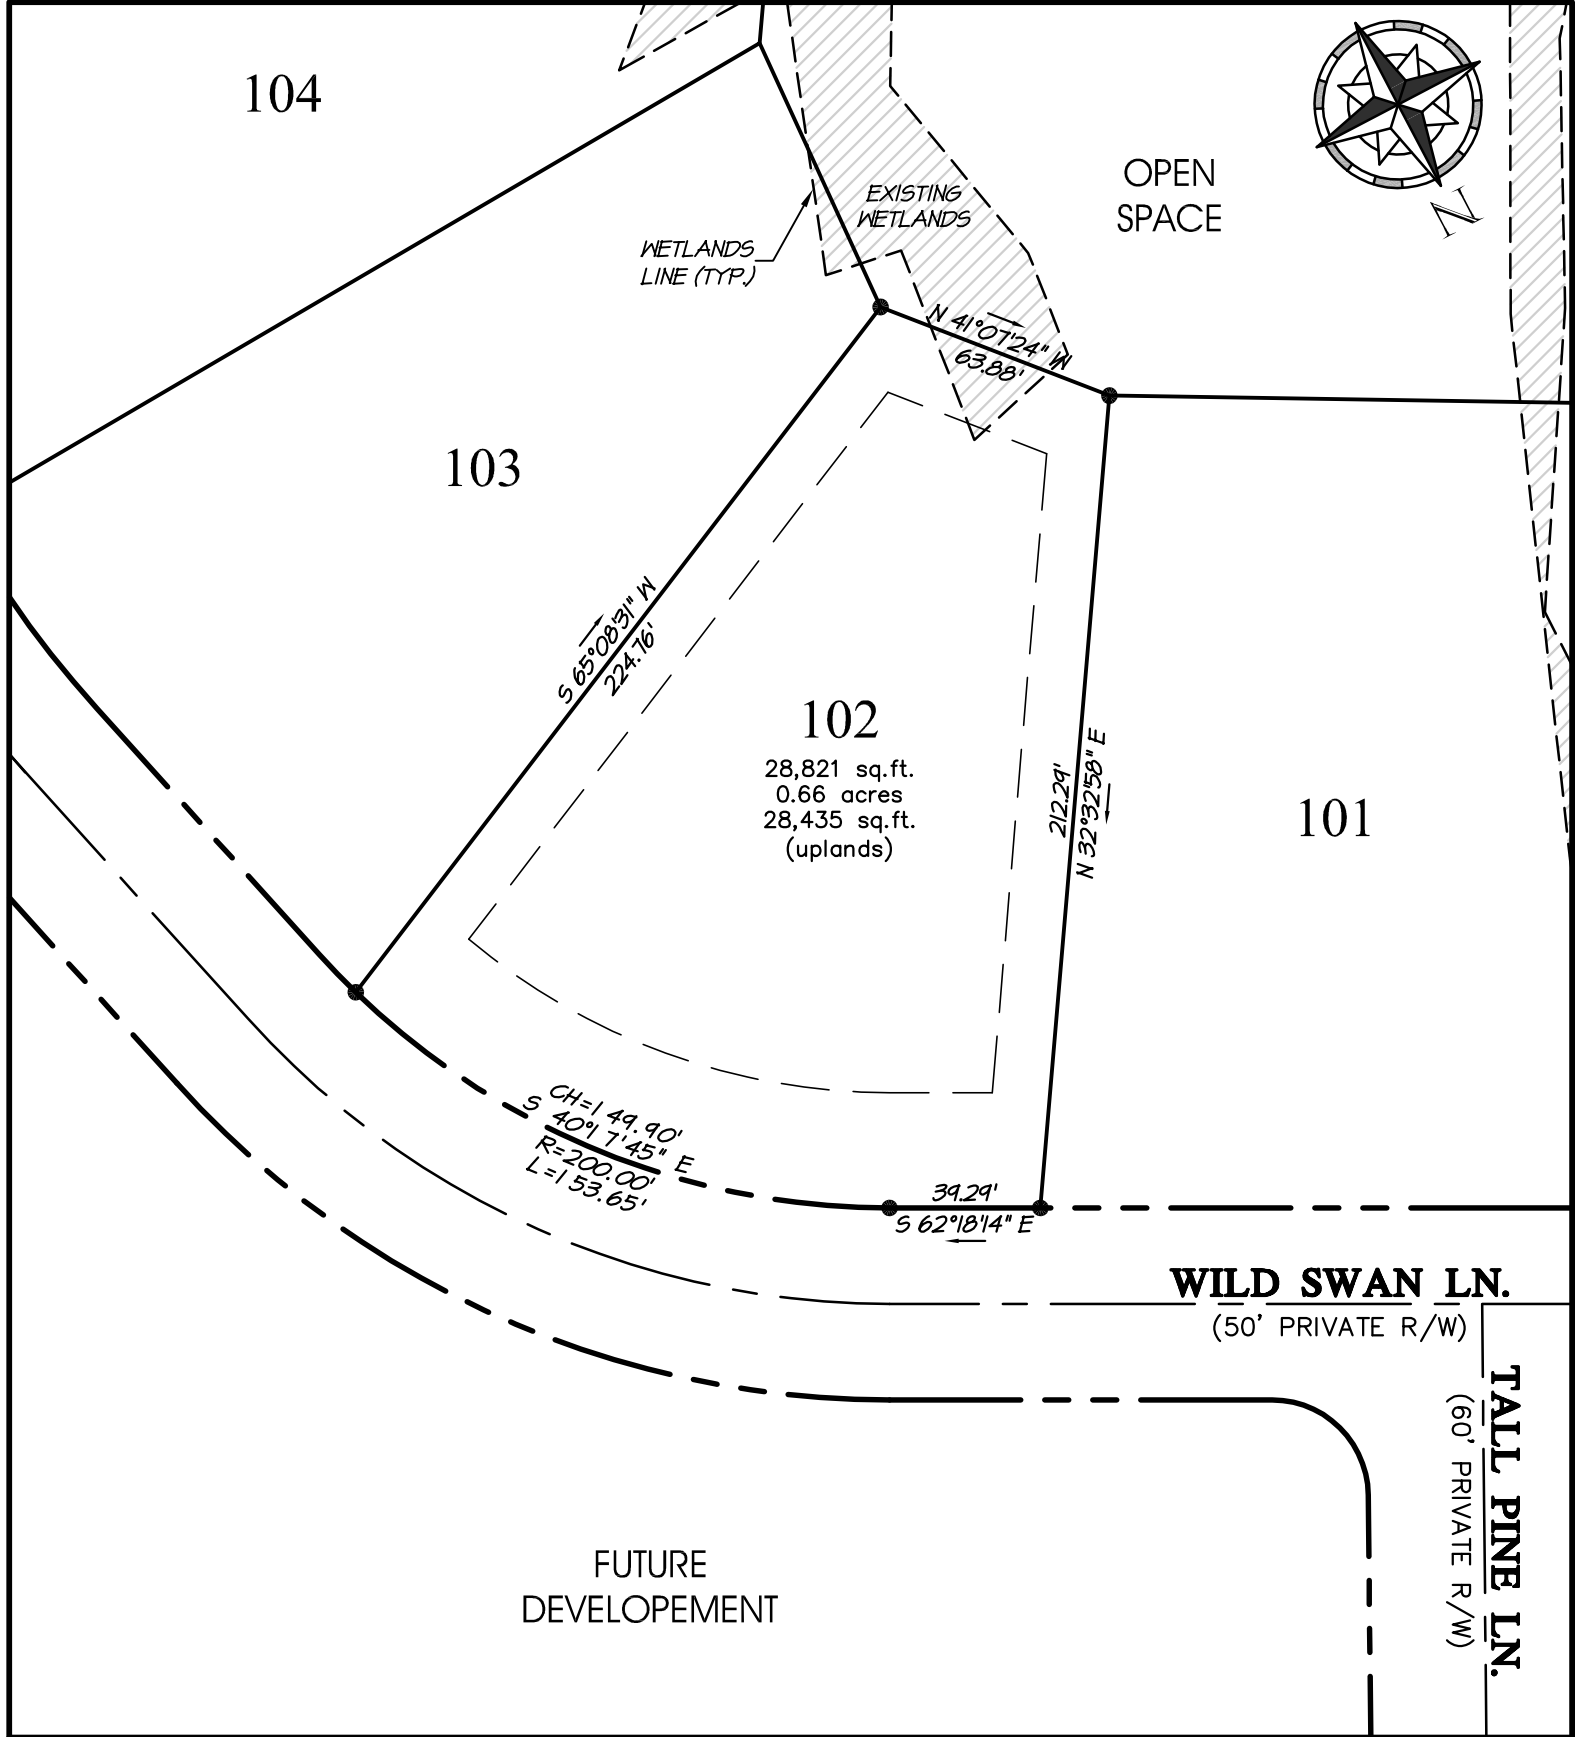 104
N
OPEN
SPACE
EXISTING
WETLANDS
WETLANDS
LINE (TYP.)
N 41°07'24" W
63.88'
103
S 65°08'31" W
224.76'
102
28,821 sq.ft.
0.66 acres
28,435 sq.ft.
(uplands)
212.29'
N 32°32'58" E
101
CH=149.90'
S 40°17'45" E
R=200.00'
L=153.65'
39.29'
S 62°18'14" E
WILD SWAN LN.
(50' PRIVATE R/W)
TALL PINE LN.
(60' PRIVATE R/W)
FUTURE
DEVELOPEMENT